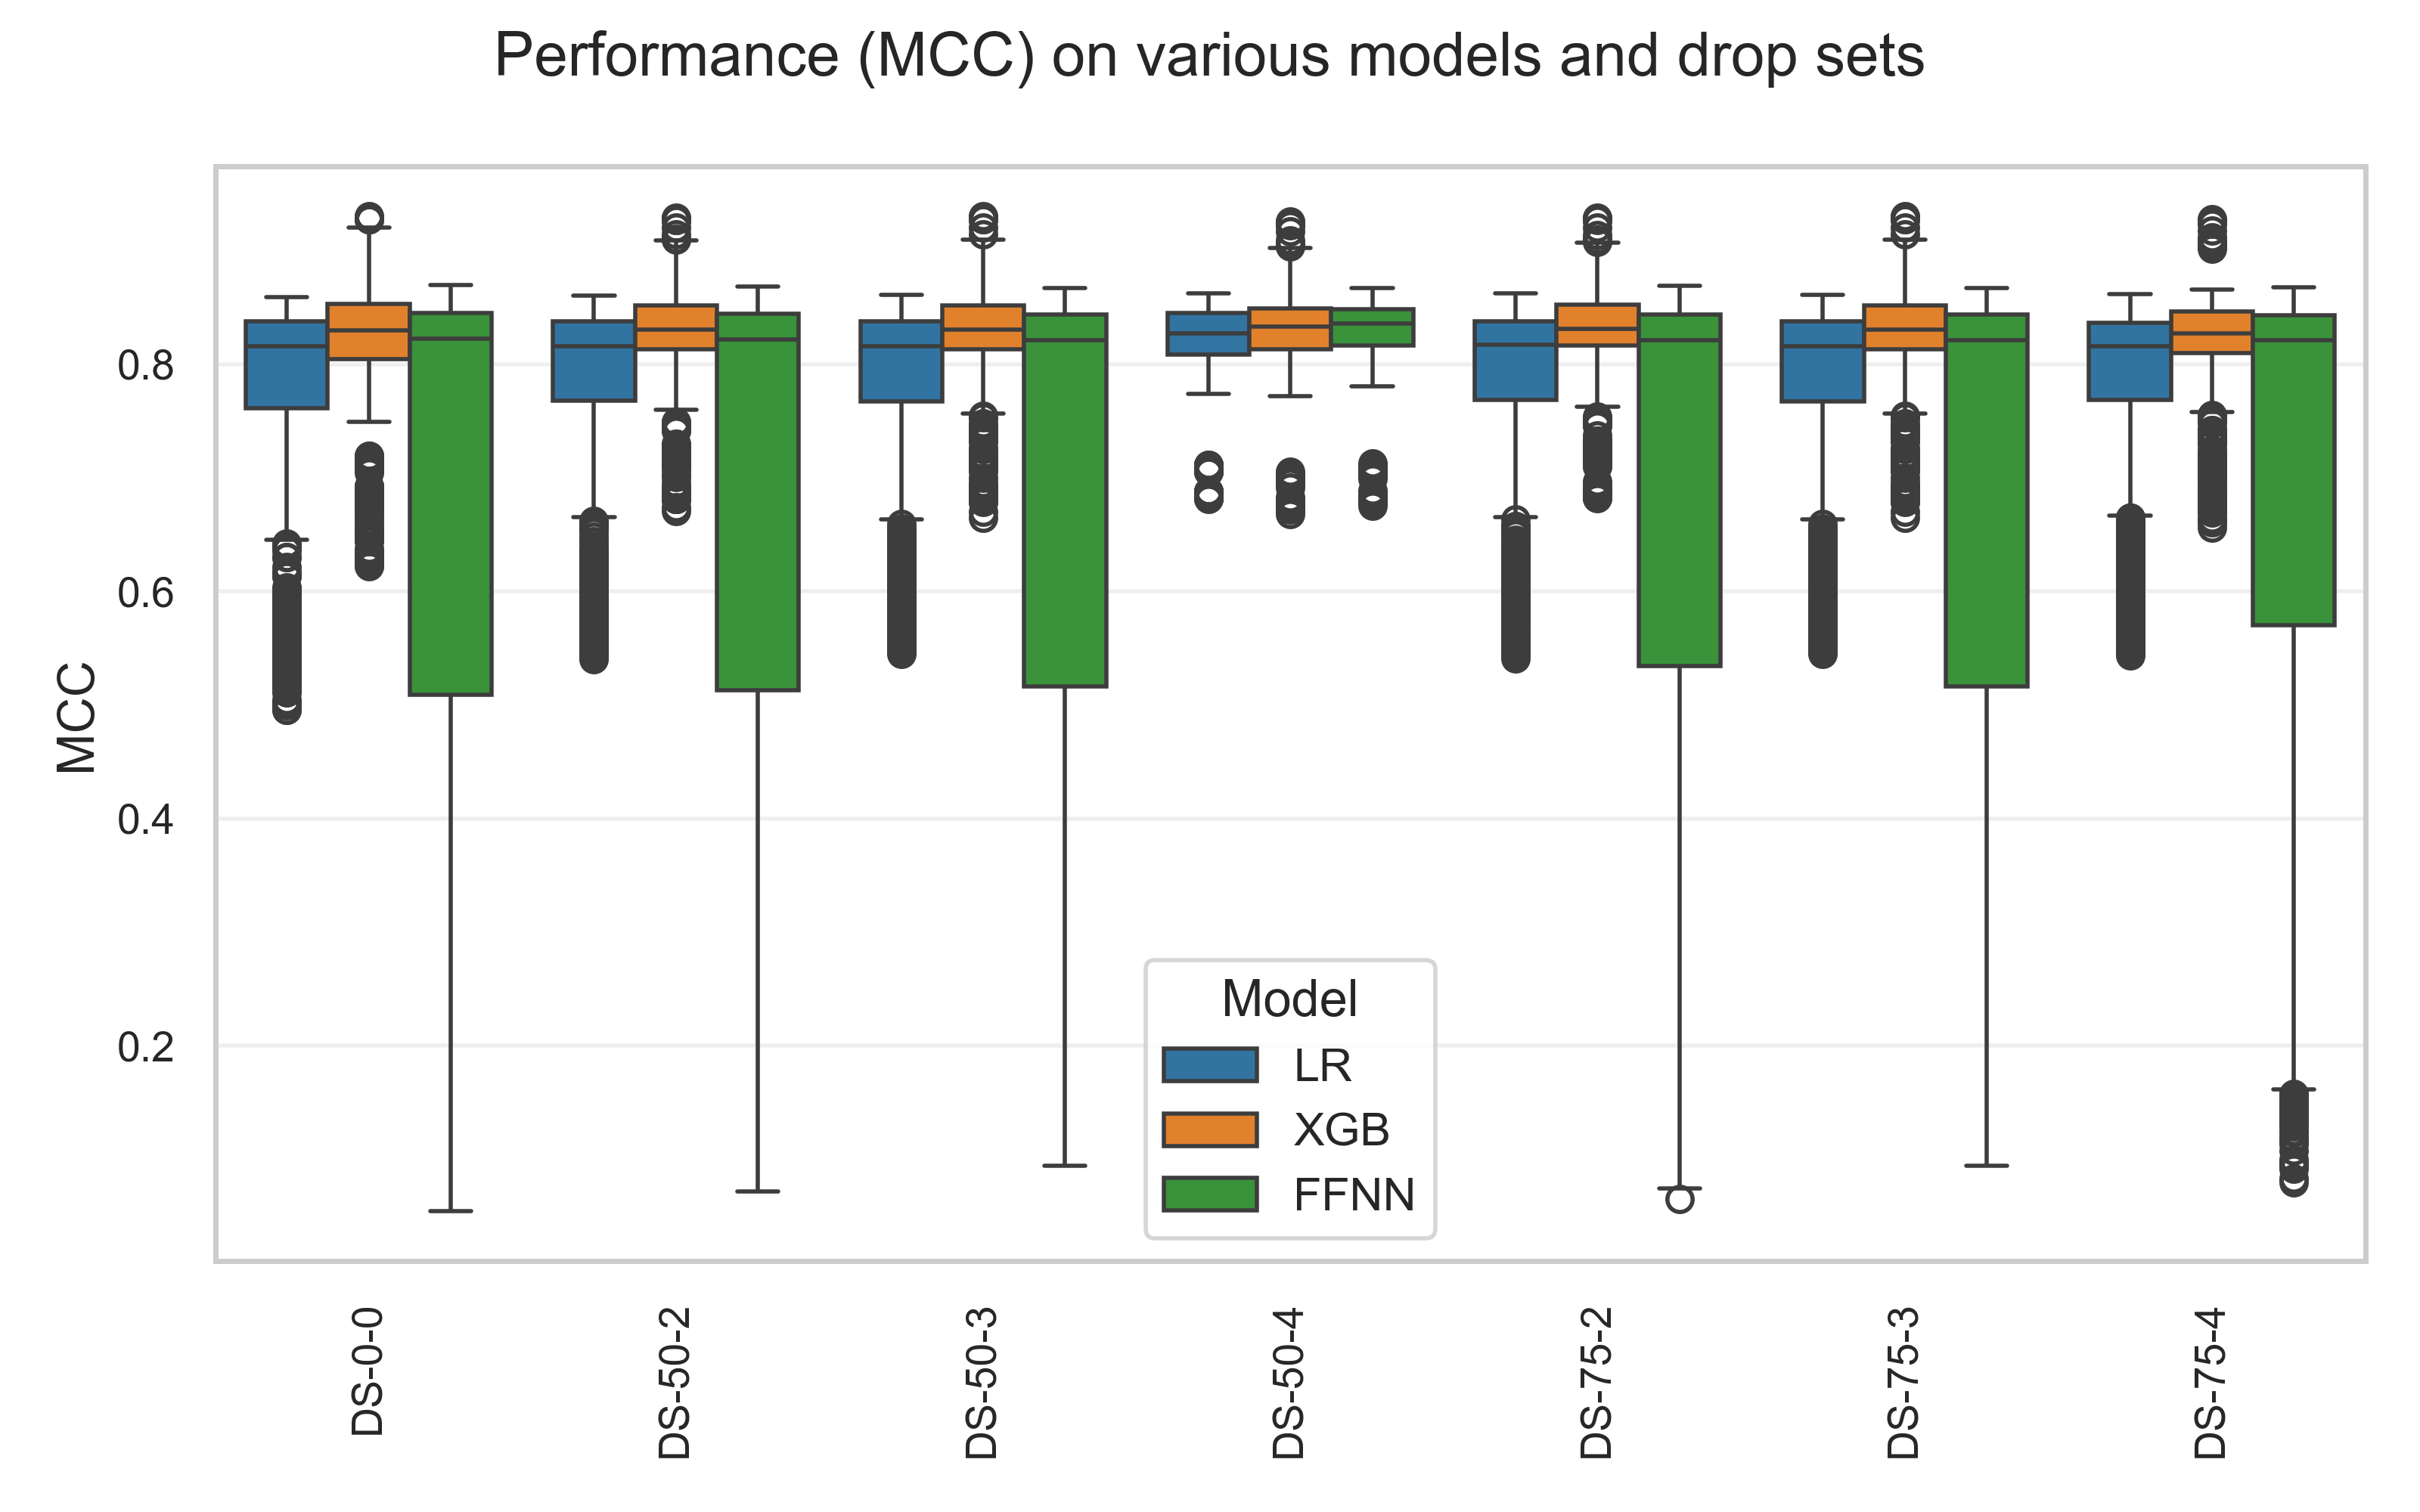 Performance (MCC) on various models and drop sets
MCC
0.8
0.6
0.4
0.2
Model
LR
XGB
FFNN
DS-0-0
DS-50-2
DS-50-3
DS-50-4
DS-75-2
DS-75-3
DS-75-4